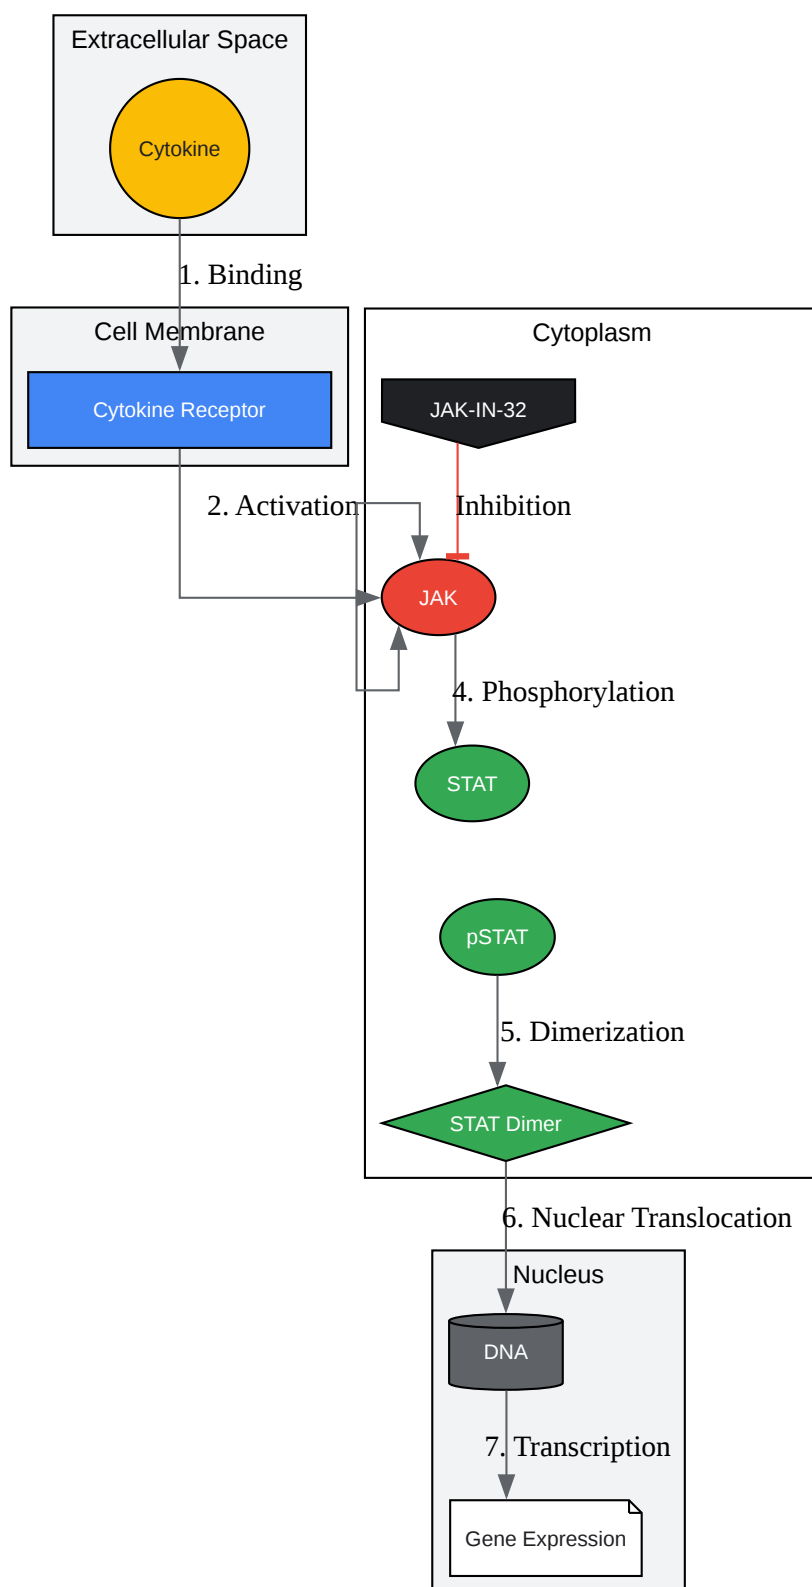 Extracellular Space
Cytokine
1. Binding
Cell Membrane
Cytokine Receptor
Cytoplasm
JAK-IN-32
2. Activation
Inhibition
JAK
4. Phosphorylation
STAT
pSTAT
5. Dimerization
STAT Dimer
6. Nuclear Translocation
Nucleus
DNA
7. Transcription
Gene Expression